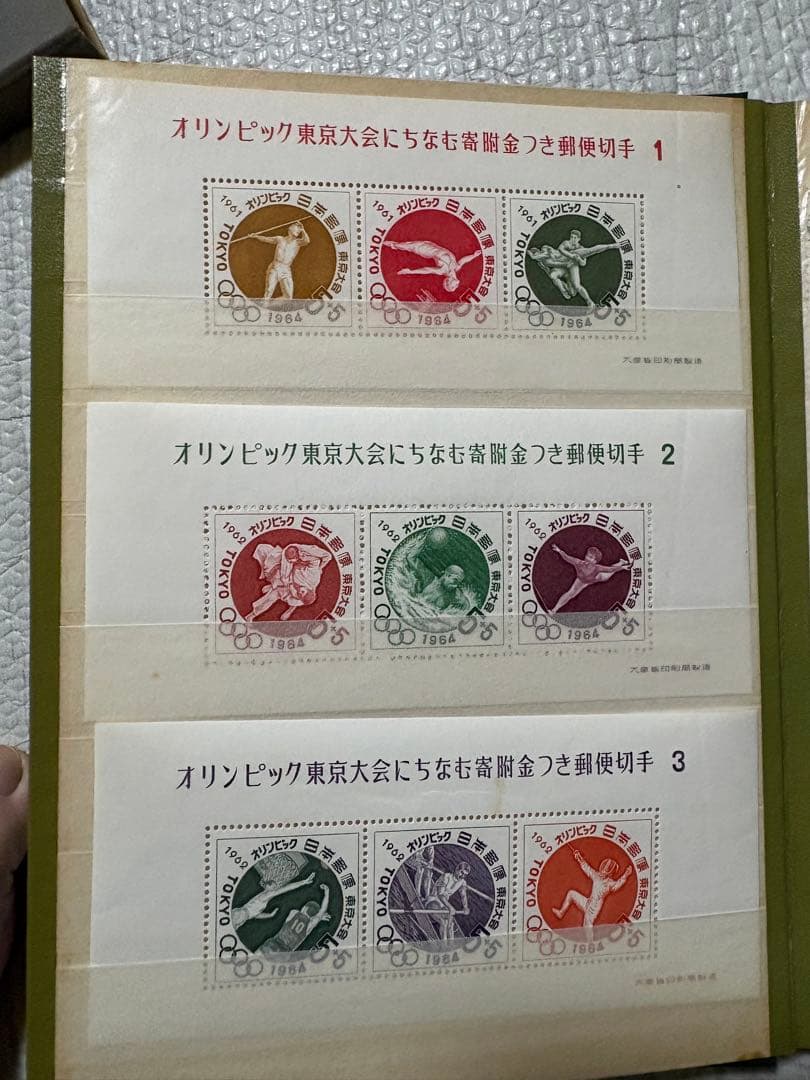 オリンピック東京大会にちなむ寄附金つき郵便切手 1
1961 オリンピック 日本郵便
TOKYO 東京大会
1964 5+5
1961 オリンピック 日本郵便
TOKYO 東京大会
1964 5+5
1961 オリンピック 日本郵便
TOKYO 東京大会
1964 5+5
大蔵省印刷局製造
オリンピック東京大会にちなむ寄附金つき郵便切手 2
1962 オリンピック 日本郵便
TOKYO 東京大会
1964 5+5
1962 オリンピック 日本郵便
TOKYO 東京大会
1964 5+5
1962 オリンピック 日本郵便
TOKYO 東京大会
1964 5+5
大蔵省印刷局製造
オリンピック東京大会にちなむ寄附金つき郵便切手 3
1962 オリンピック 日本郵便
TOKYO 東京大会
10
1964 5+5
1962 オリンピック 日本郵便
TOKYO 東京大会
1964 5+5
1962 オリンピック 日本郵便
TOKYO 東京大会
1964 5+5
大蔵省印刷局製造